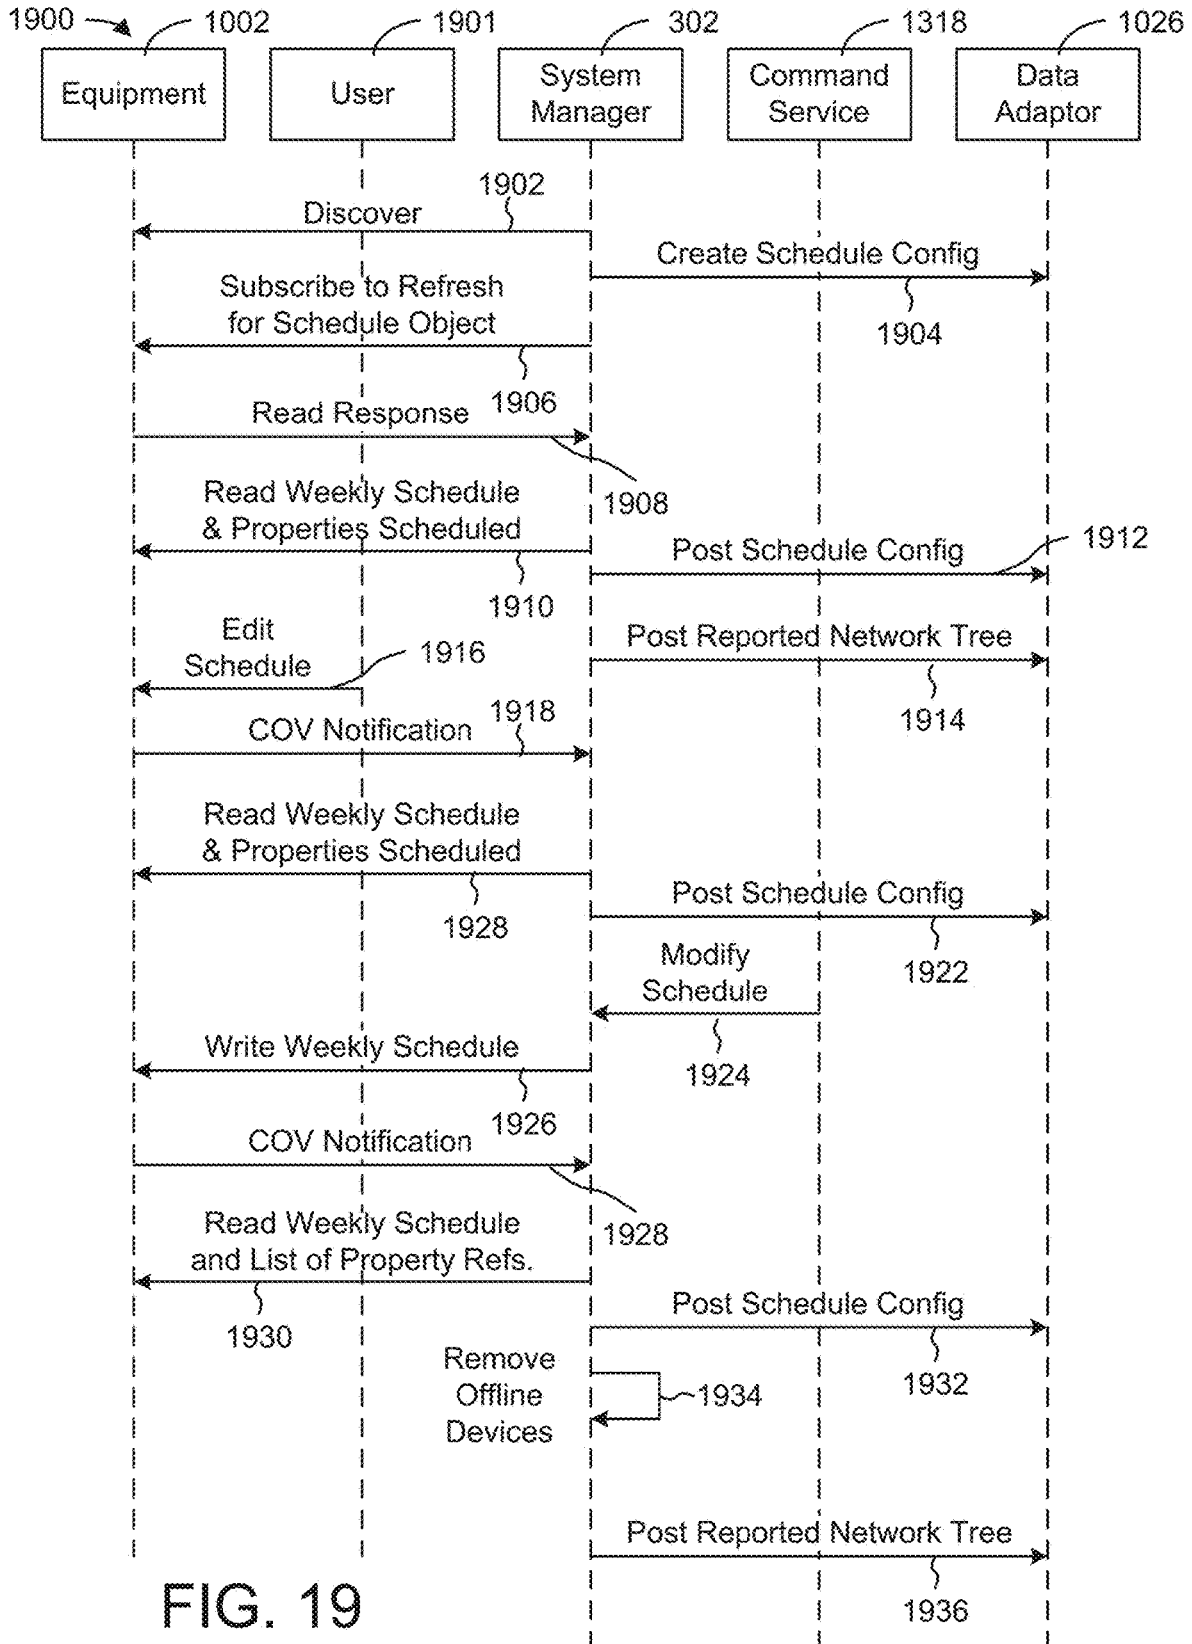 1900
1002
1901
302
1318
1026
Equipment
User
System
Manager
Command
Service
Data
Adaptor
1902
Discover
Create Schedule Config
1904
Subscribe to Refresh
for Schedule Object
1906
Read Response
1908
Read Weekly Schedule
& Properties Scheduled
1910
Post Schedule Config
1912
Edit
Schedule
1916
Post Reported Network Tree
1914
COV Notification
1918
Read Weekly Schedule
& Properties Scheduled
1928
Post Schedule Config
1922
Modify
Schedule
1924
Write Weekly Schedule
1926
COV Notification
1928
Read Weekly Schedule
and List of Property Refs.
1930
Post Schedule Config
1932
Remove
Offline
Devices
1934
Post Reported Network Tree
1936
FIG. 19